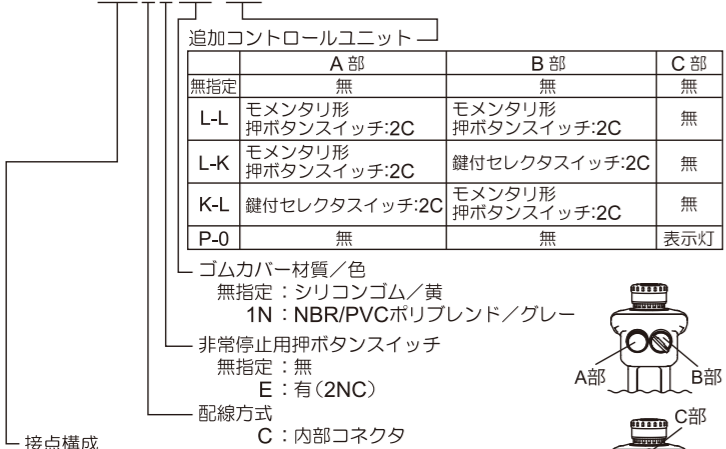 追加コントロールユニット
A部 B部 C部
無指定 無 無 無
L-L モメンタリ形 押ボタンスイッチ:2C モメンタリ形 押ボタンスイッチ:2C 無
L-K モメンタリ形 押ボタンスイッチ:2C 鍵付セレクタスイッチ:2C 無
K-L 鍵付セレクタスイッチ:2C モメンタリ形 押ボタンスイッチ:2C 無
P-0 無 無 表示灯
ゴムカバー材質／色
無指定：シリコンゴム／黄
1N：NBR/PVCポリブレンド／グレー
非常停止用押ボタンスイッチ
無指定：無
E：有（2NC）
配線方式
C：内部コネクタ
接点構成
A部
B部
C部